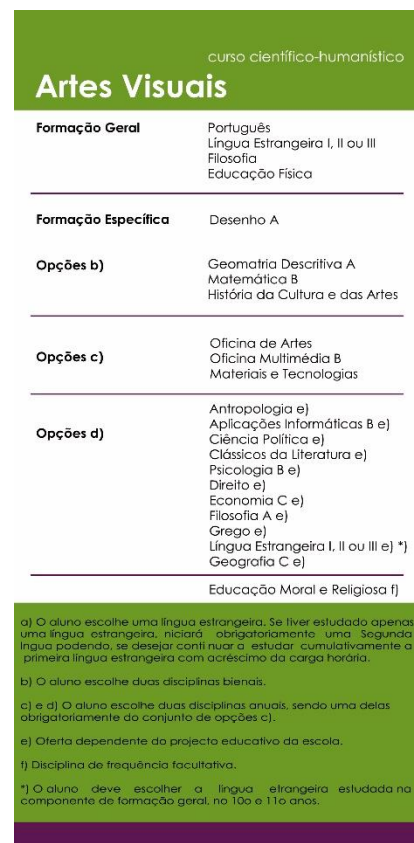 curso científico-humanístico
Artes Visuais
Formação Geral
Português
Língua Estrangeira I, II ou III
Filosofia
Educação Física
Formação Específica
Desenho A
Opções b)
Geomatria Descritiva A
Matemática B
História da Cultura e das Artes
Opções c)
Oficina de Artes
Oficina Multimédia B
Materiais e Tecnologias
Opções d)
Antropologia e)
Aplicações Informáticas B e)
Ciência Política e)
Clássicos da Literatura e)
Psicologia B e)
Direito e)
Economia C e)
Filosofia A e)
Grego e)
Língua Estrangeira I, II ou III e) *)
Geografia C e)
Educação Moral e Religiosa f)
a) O aluno escolhe uma língua estrangeira. Se tiver estudado apenas
uma língua estrangeira, niciará obrigatoriamente uma Segunda
lngua podendo, se desejar conti nuar a estudar cumulativamente a
primeira língua estrangeira com acréscimo da carga horária.
b) O aluno escolhe duas disciplinas bienais.
c) e d) O aluno escolhe duas disciplinas anuais, sendo uma delas
obrigatoriamente do conjunto de opções c).
e) Oferta dependente do projecto educativo da escola.
f) Disciplina de frequência facultativa.
*) O aluno deve escolher a lingua etrangeira estudada na
componente de formação geral, no 10o e 11o anos.